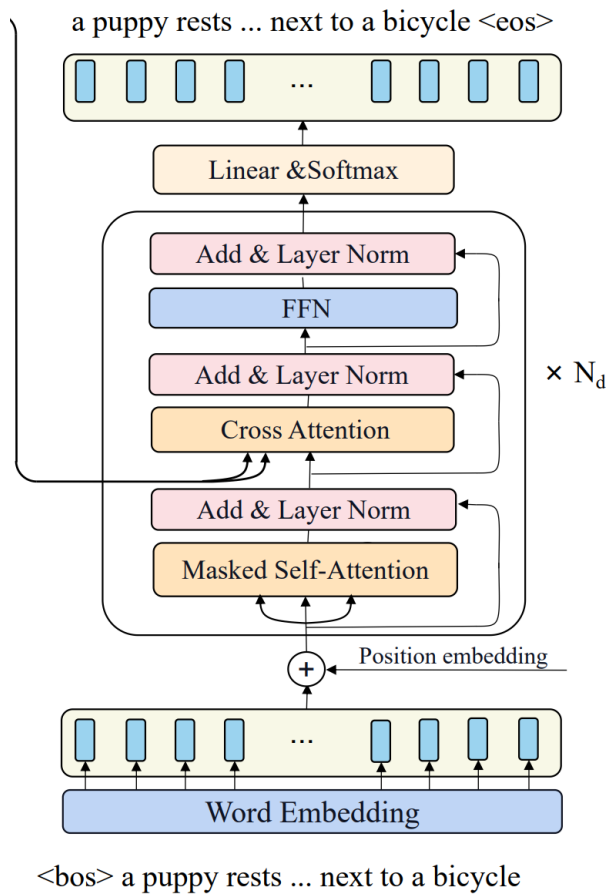 a puppy rests ... next to a bicycle <eos>
...
Linear &Softmax
Add & Layer Norm
FFN
Add & Layer Norm
× N_d
Cross Attention
Add & Layer Norm
Masked Self-Attention
+
Position embedding
...
Word Embedding
<bos> a puppy rests ... next to a bicycle